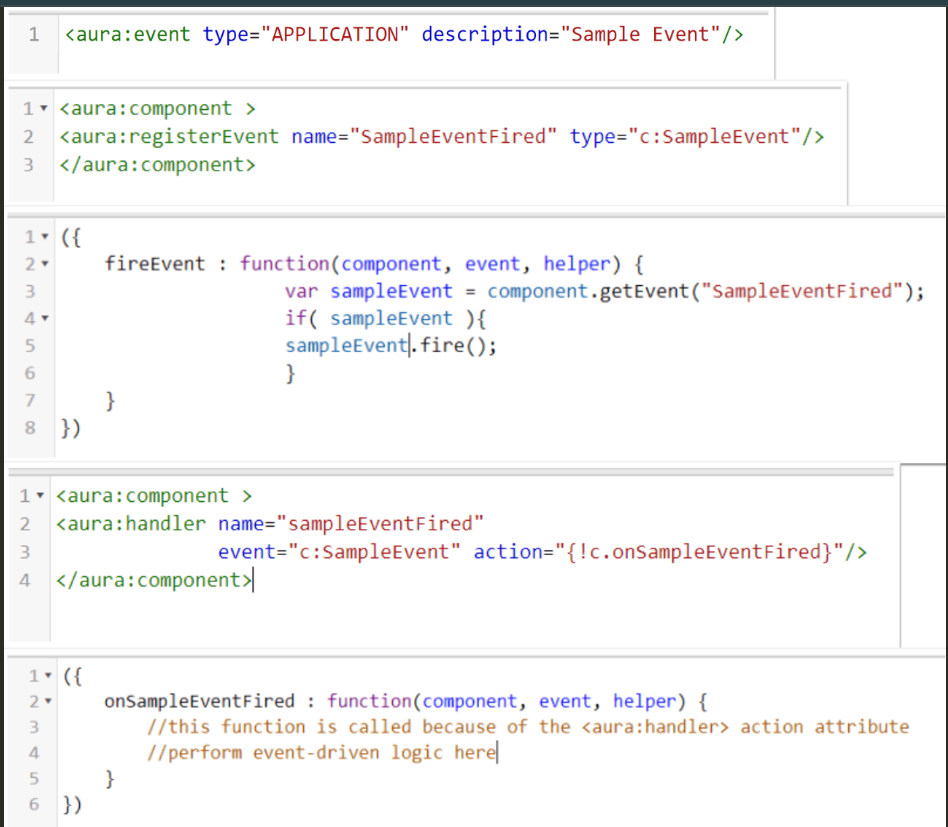 1 <aura:event type="APPLICATION" description="Sample Event"/>
1 <aura:component >
2 <aura:registerEvent name="SampleEventFired" type="c:SampleEvent"/>
3 </aura:component>
1 ({
2 fireEvent : function(component, event, helper) {
3 var sampleEvent = component.getEvent("SampleEventFired");
4 if( sampleEvent ){
5 sampleEvent.fire();
6 }
7 }
8 })
1 <aura:component >
2 <aura:handler name="sampleEventFired"
3 event="c:SampleEvent" action="{!c.onSampleEventFired}"/>
4 </aura:component>
1 ({
2 onSampleEventFired : function(component, event, helper) {
3 //this function is called because of the <aura:handler> action attribute
4 //perform event-driven logic here
5 }
6 })